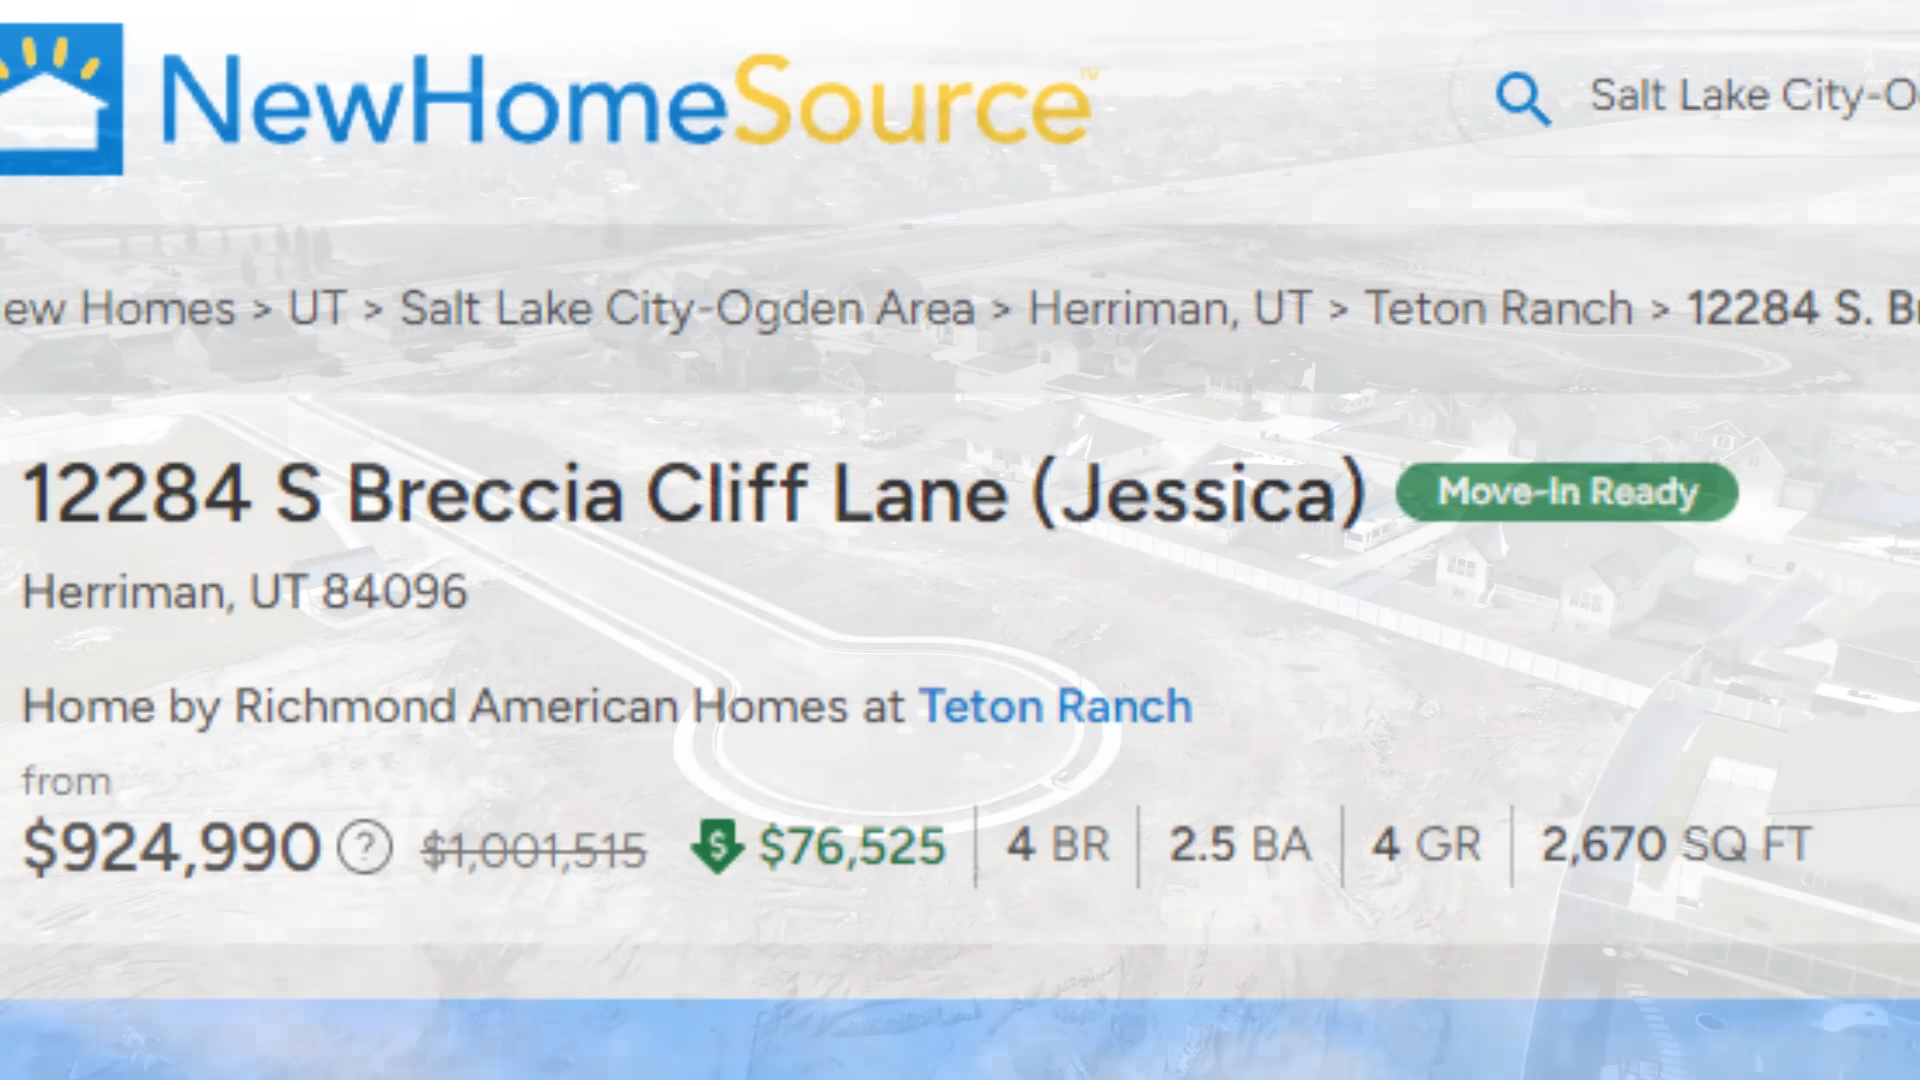 NewHomeSource™
Salt Lake City-O
ew Homes > UT > Salt Lake City-Ogden Area > Herriman, UT > Teton Ranch > 12284 S. Br
12284 S Breccia Cliff Lane (Jessica) Move-In Ready
Herriman, UT 84096
Home by Richmond American Homes at Teton Ranch
from
$924,990 ? $1,001,515 $ $76,525 4 BR 2.5 BA 4 GR 2,670 SQ FT